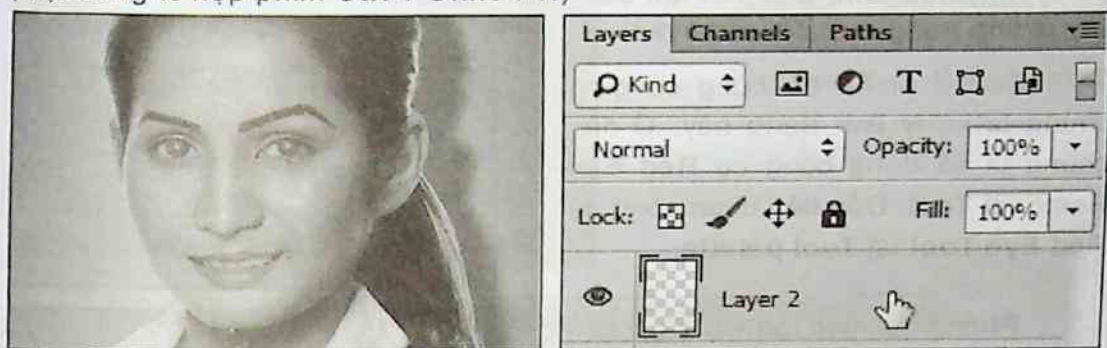 Layers Channels Paths
Kind T
Normal Opacity: 100%
Lock: Fill: 100%
Layer 2